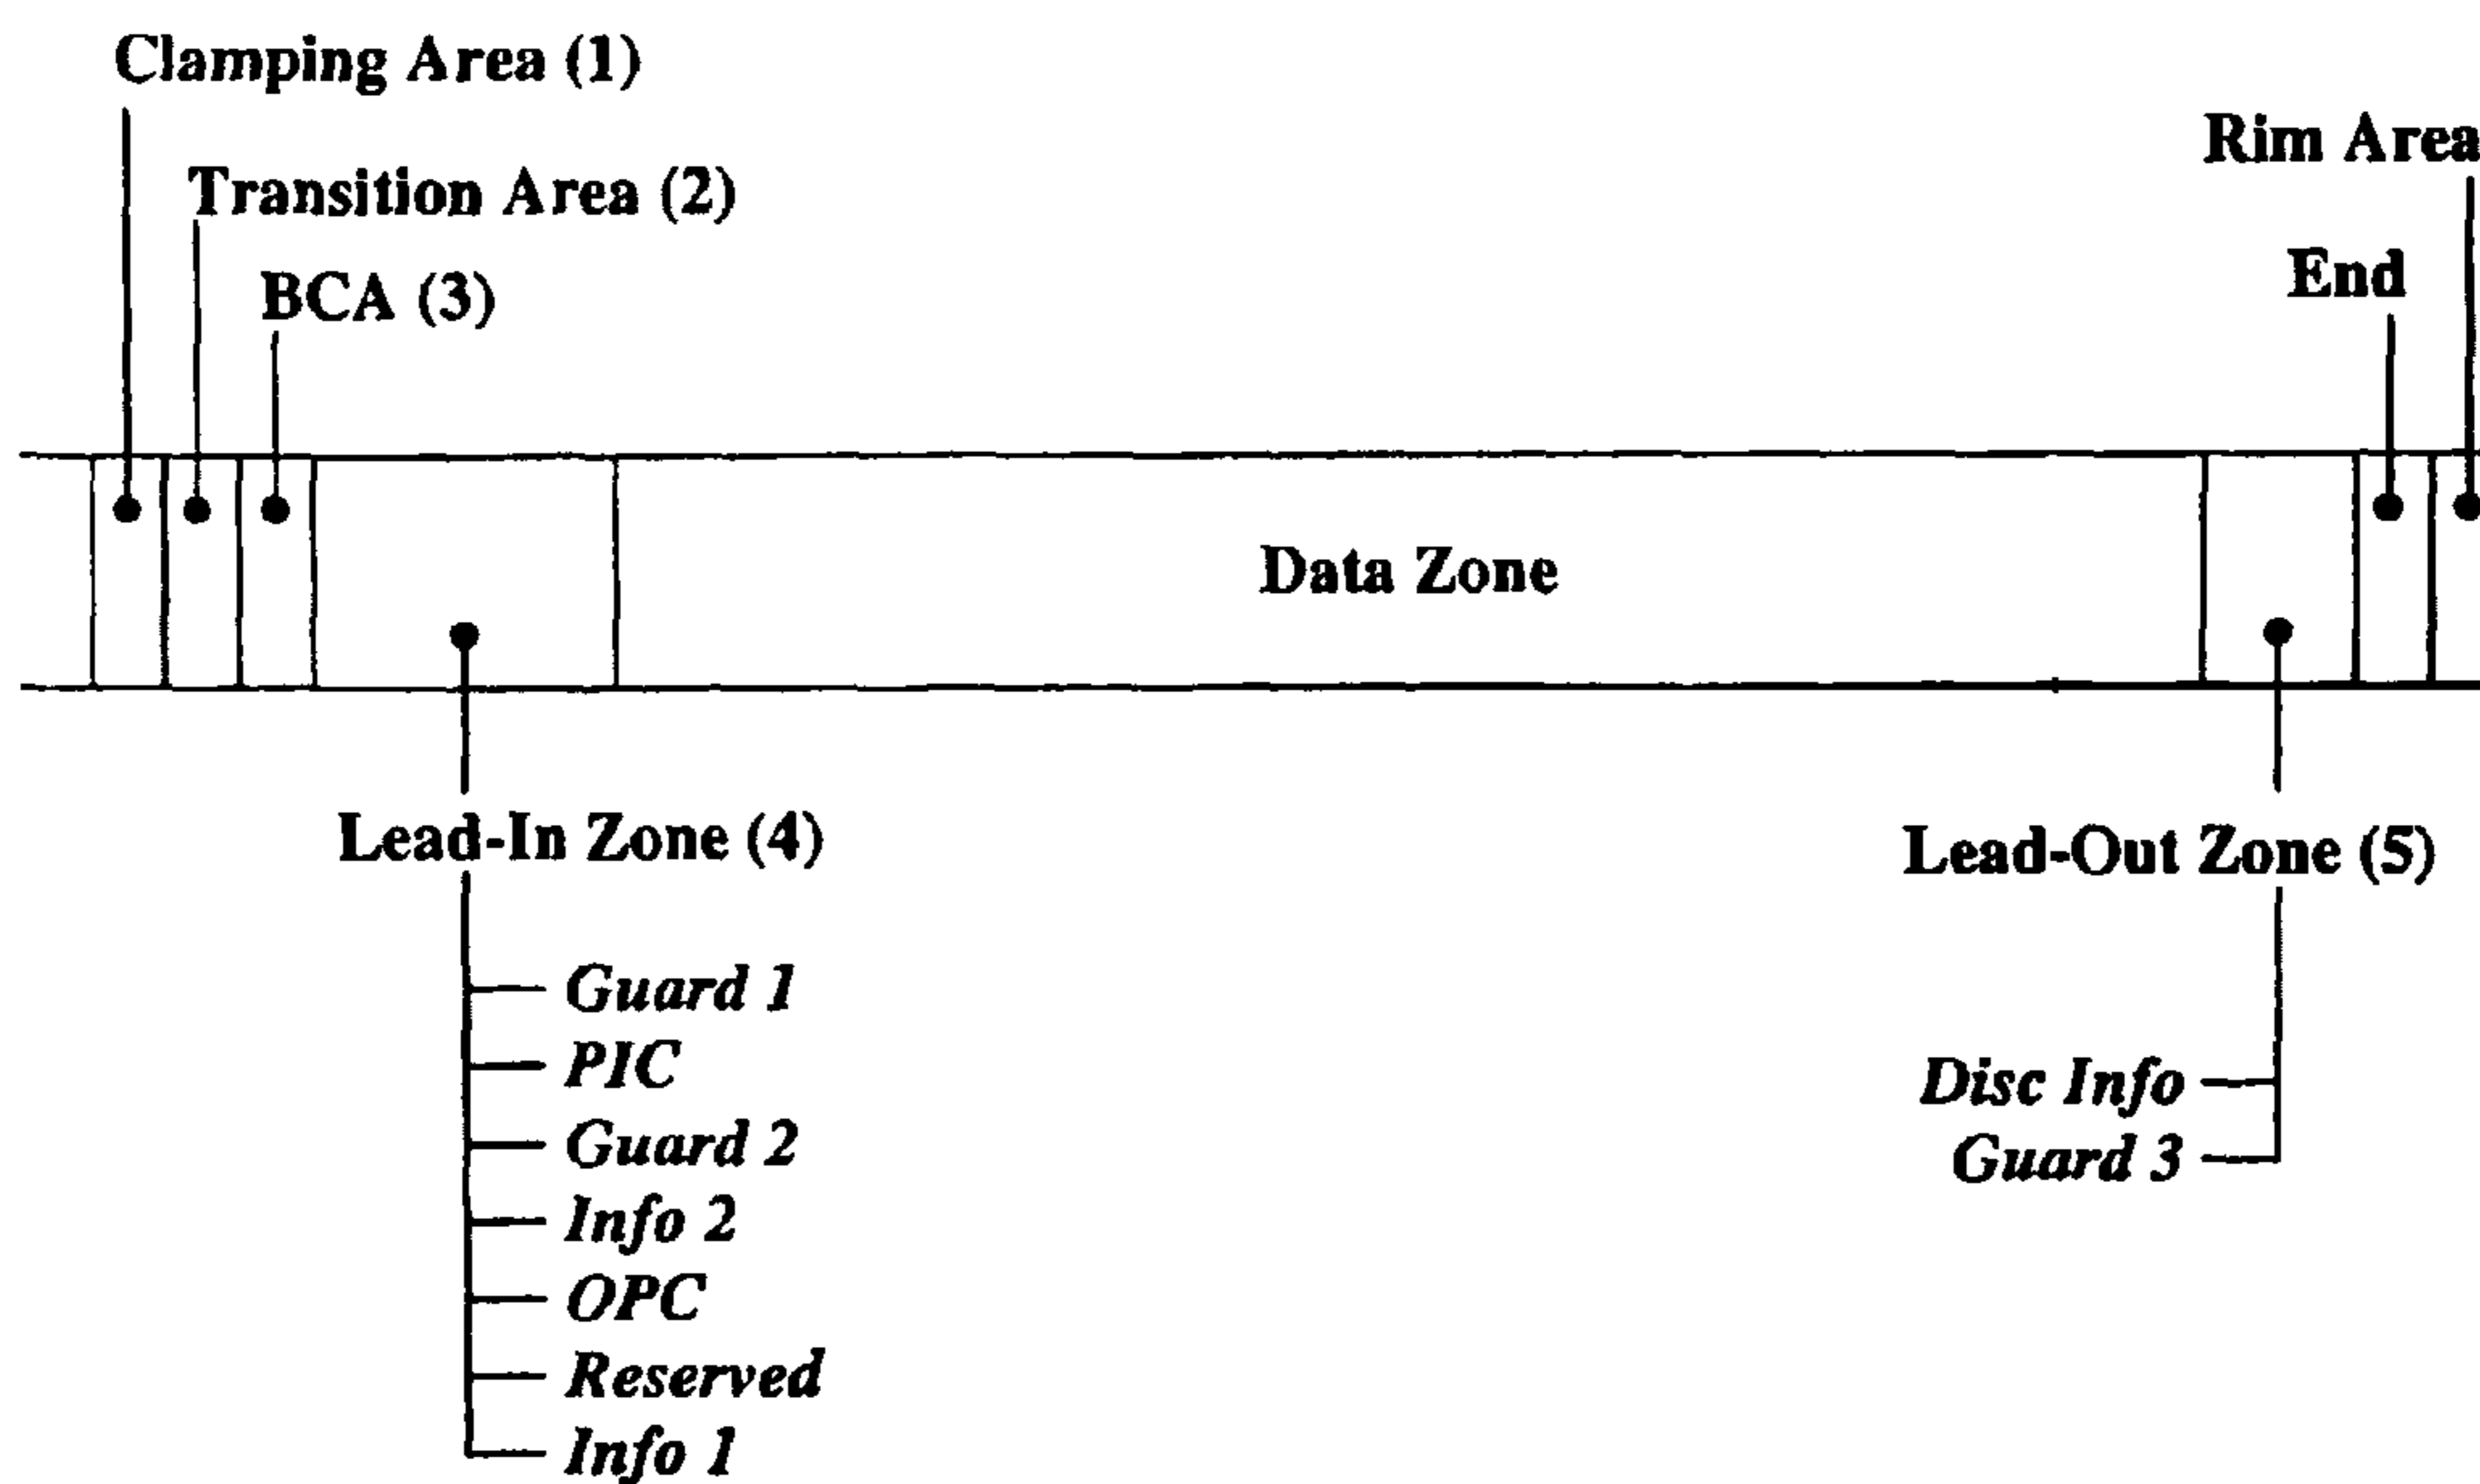 Clamping Area (1)
Rim Area
Transition Area (2)
End
BCA (3)
Data Zone
Lead-In Zone (4)
Lead-Out Zone (5)
Guard 1
PIC
Guard 2
Info 2
OPC
Reserved
Info 1
Disc Info
Guard 3